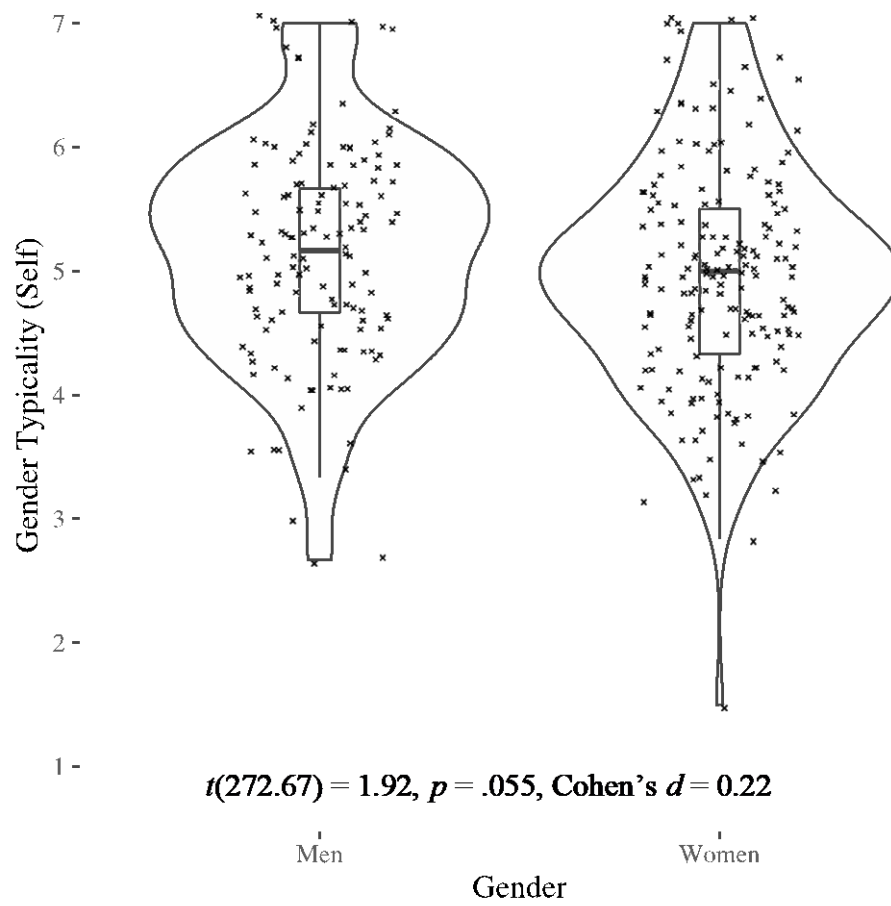 7
6
5
4
3
2
1
Gender Typicality (Self)
t(272.67) = 1.92, p = .055, Cohen’s d = 0.22
Men Women
Gender